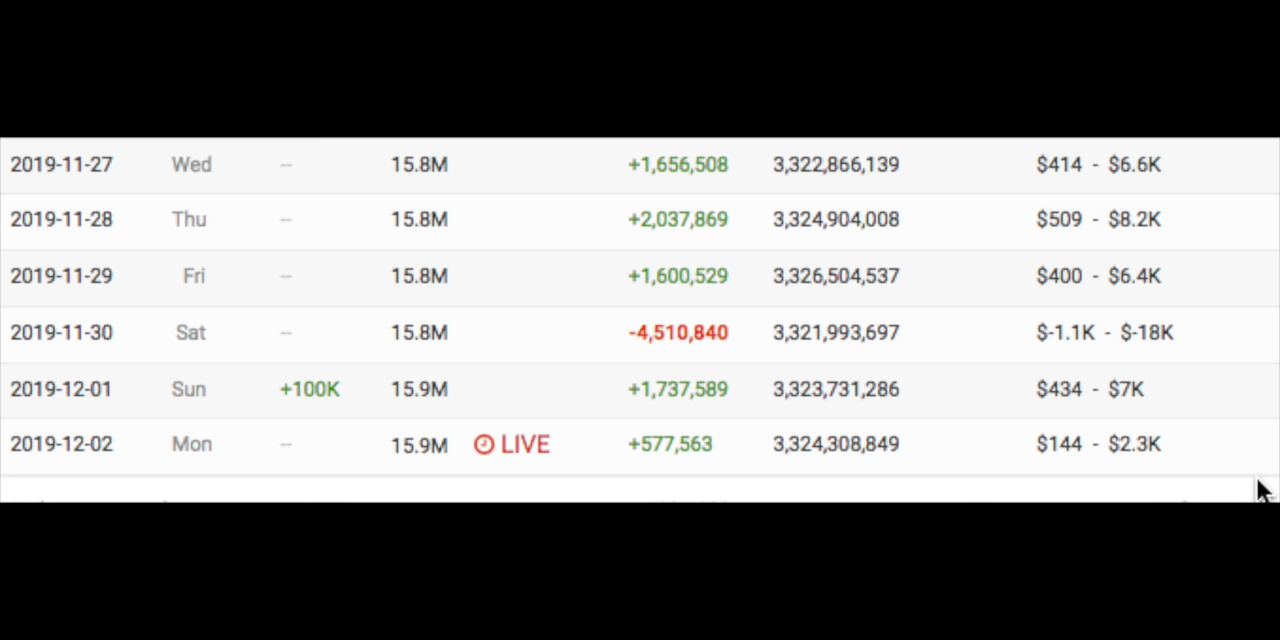 2019-11-27 Wed -- 15.8M +1,656,508 3,322,866,139 $414 - $6.6K
2019-11-28 Thu -- 15.8M +2,037,869 3,324,904,008 $509 - $8.2K
2019-11-29 Fri -- 15.8M +1,600,529 3,326,504,537 $400 - $6.4K
2019-11-30 Sat -- 15.8M -4,510,840 3,321,993,697 $-1.1K - $-18K
2019-12-01 Sun +100K 15.9M +1,737,589 3,323,731,286 $434 - $7K
2019-12-02 Mon -- 15.9M LIVE +577,563 3,324,308,849 $144 - $2.3K